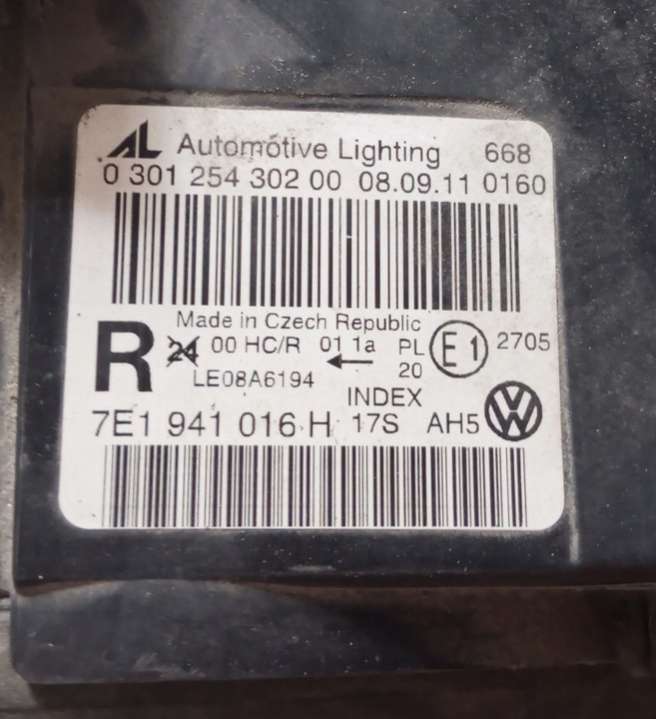 AL Automotive Lighting 668
0 301 254 302 00 08.09.11 0160
Made in Czech Republic
R 24 00 HC/R 01 1a PL E1 2705
← 20
LE08A6194
INDEX
7E1 941 016 H 17S AH5 VW